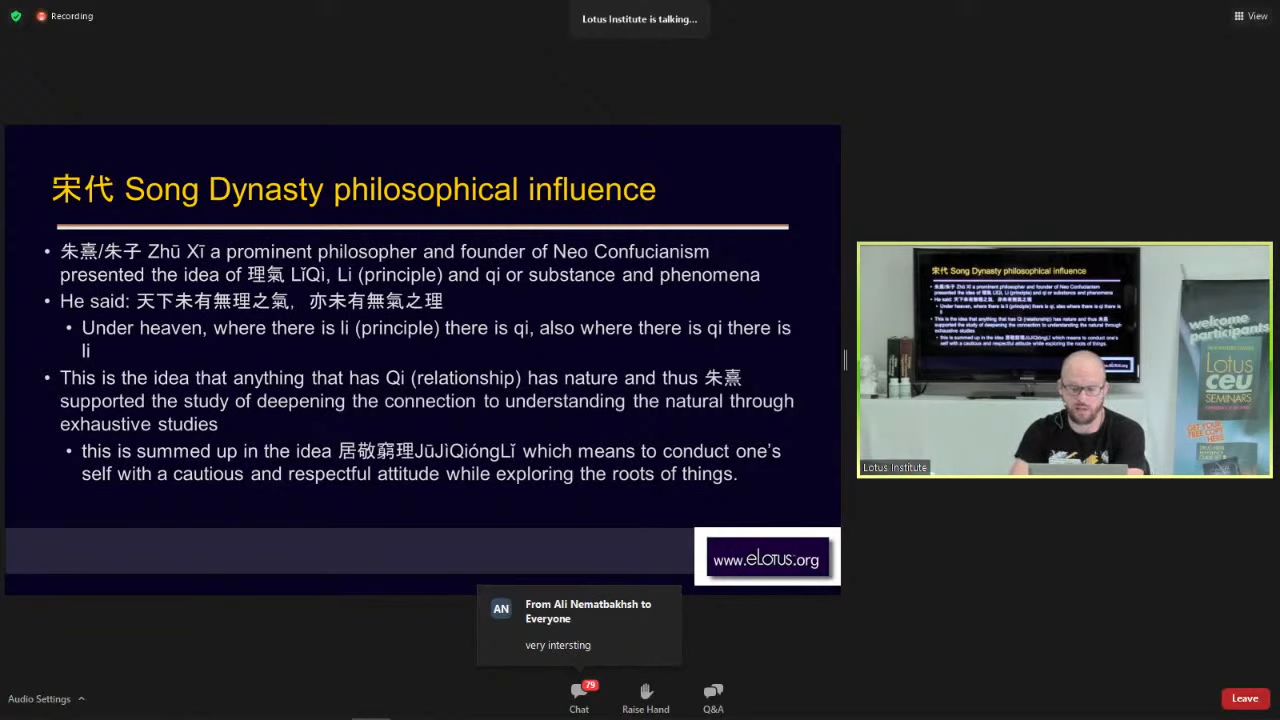 Recording
Lotus Institute is talking...
View
宋代 Song Dynasty philosophical influence
• 朱熹/朱子 Zhū Xī a prominent philosopher and founder of Neo Confucianism
presented the idea of 理氣 LǐQì, Li (principle) and qi or substance and phenomena
• He said: 天下未有無理之氣，亦未有無氣之理
• Under heaven, where there is li (principle) there is qi, also where there is qi there is
li
• This is the idea that anything that has Qi (relationship) has nature and thus 朱熹
supported the study of deepening the connection to understanding the natural through
exhaustive studies
• this is summed up in the idea 居敬窮理JūJìQióngLǐ which means to conduct one's
self with a cautious and respectful attitude while exploring the roots of things.
www.eLotus.org
宋代 Song Dynasty philosophical influence
welcome
participants
Lotus
CEU
SEMINARS
Lotus Institute
AN
From Ali Nematbakhsh to
Everyone
very intersting
Audio Settings
79
Chat
Raise Hand
Q&A
Leave